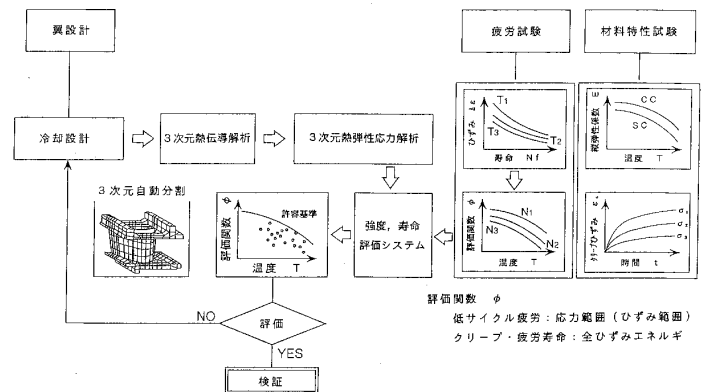 翼設計
疲労試験
材料特性試験
冷却設計
3次元熱伝導解析
3次元熱弾性応力解析
ひずみ Δε
T1
T3
T2
寿命 Nf
縦弾性係数 E
CC
SC
温度 T
3次元自動分割
評価関数 φ
許容基準
温度 T
強度，寿命
評価システム
評価関数 φ
N1
N3
N2
温度 T
クリープひずみ
σ1
σ2
σ3
時間 t
評価関数 φ
低サイクル疲労：応力範囲（ひずみ範囲）
クリープ・疲労寿命：全ひずみエネルギ
NO
評価
YES
検証